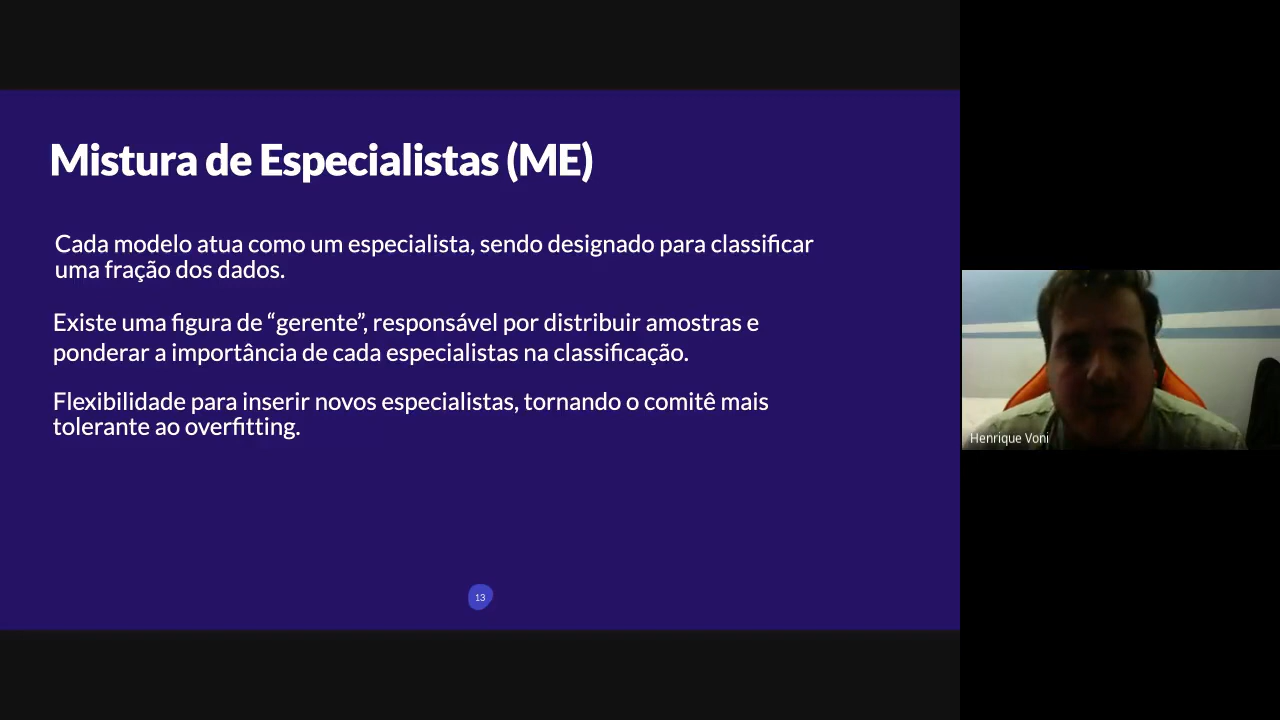 Mistura de Especialistas (ME)
Cada modelo atua como um especialista, sendo designado para classificar
uma fração dos dados.
Existe uma figura de “gerente”, responsável por distribuir amostras e
ponderar a importância de cada especialistas na classificação.
Flexibilidade para inserir novos especialistas, tornando o comitê mais
tolerante ao overfitting.
13
Henrique Voni